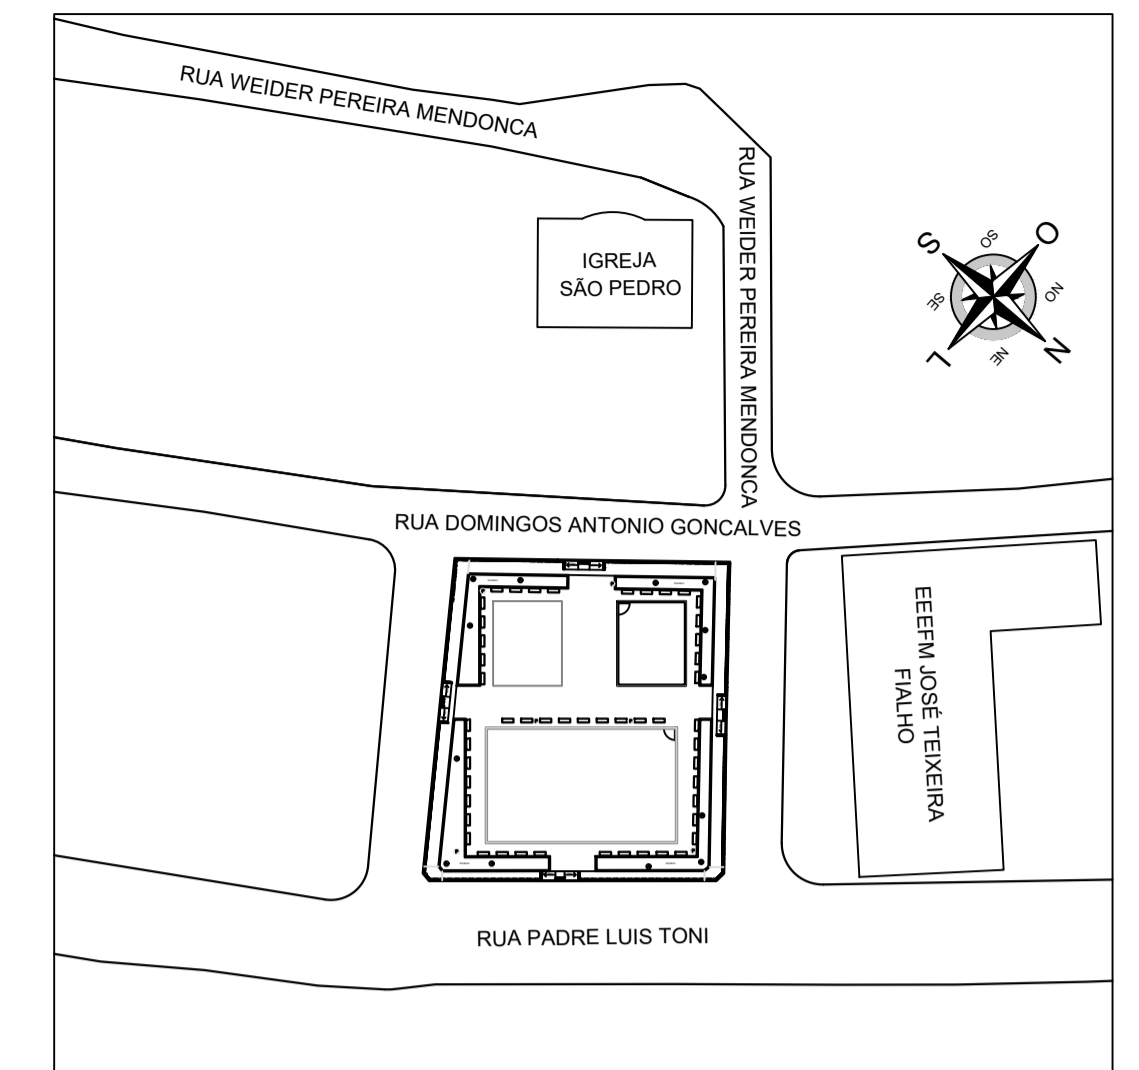 RUA WEIDER PEREIRA MENDONCA
RUA WEIDER PEREIRA MENDONCA
IGREJA
SÃO PEDRO
S
SO
O
SE
NO
L
NE
N
RUA DOMINGOS ANTONIO GONCALVES
EEEFM JOSÉ TEIXEIRA
FIALHO
RUA PADRE LUIS TONI